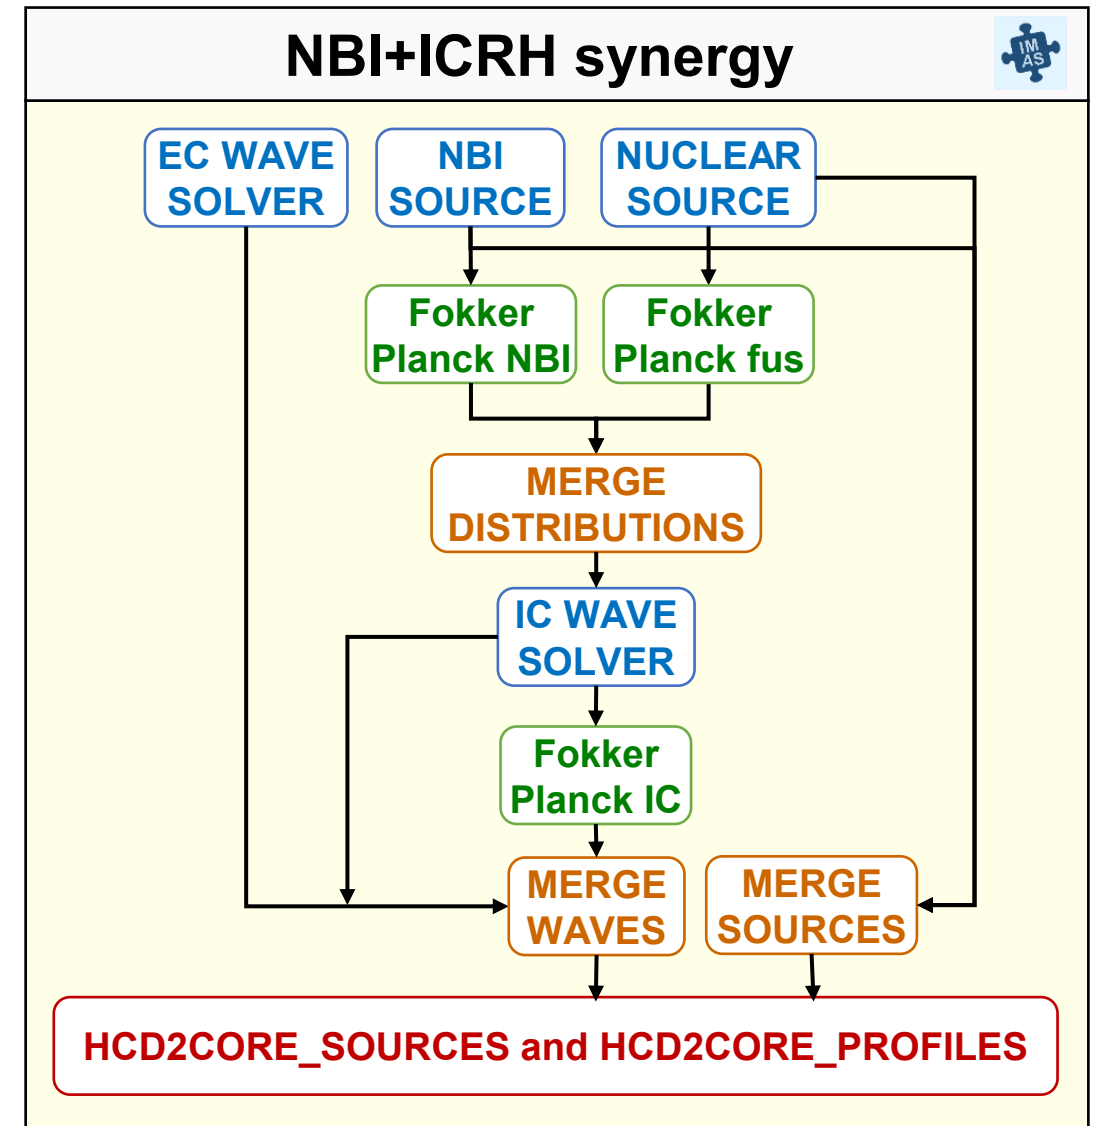 NBI+ICRH synergy
IM
AS
EC WAVE
SOLVER
NBI
SOURCE
NUCLEAR
SOURCE
Fokker
Planck NBI
Fokker
Planck fus
MERGE
DISTRIBUTIONS
IC WAVE
SOLVER
Fokker
Planck IC
MERGE
WAVES
MERGE
SOURCES
HCD2CORE_SOURCES and HCD2CORE_PROFILES